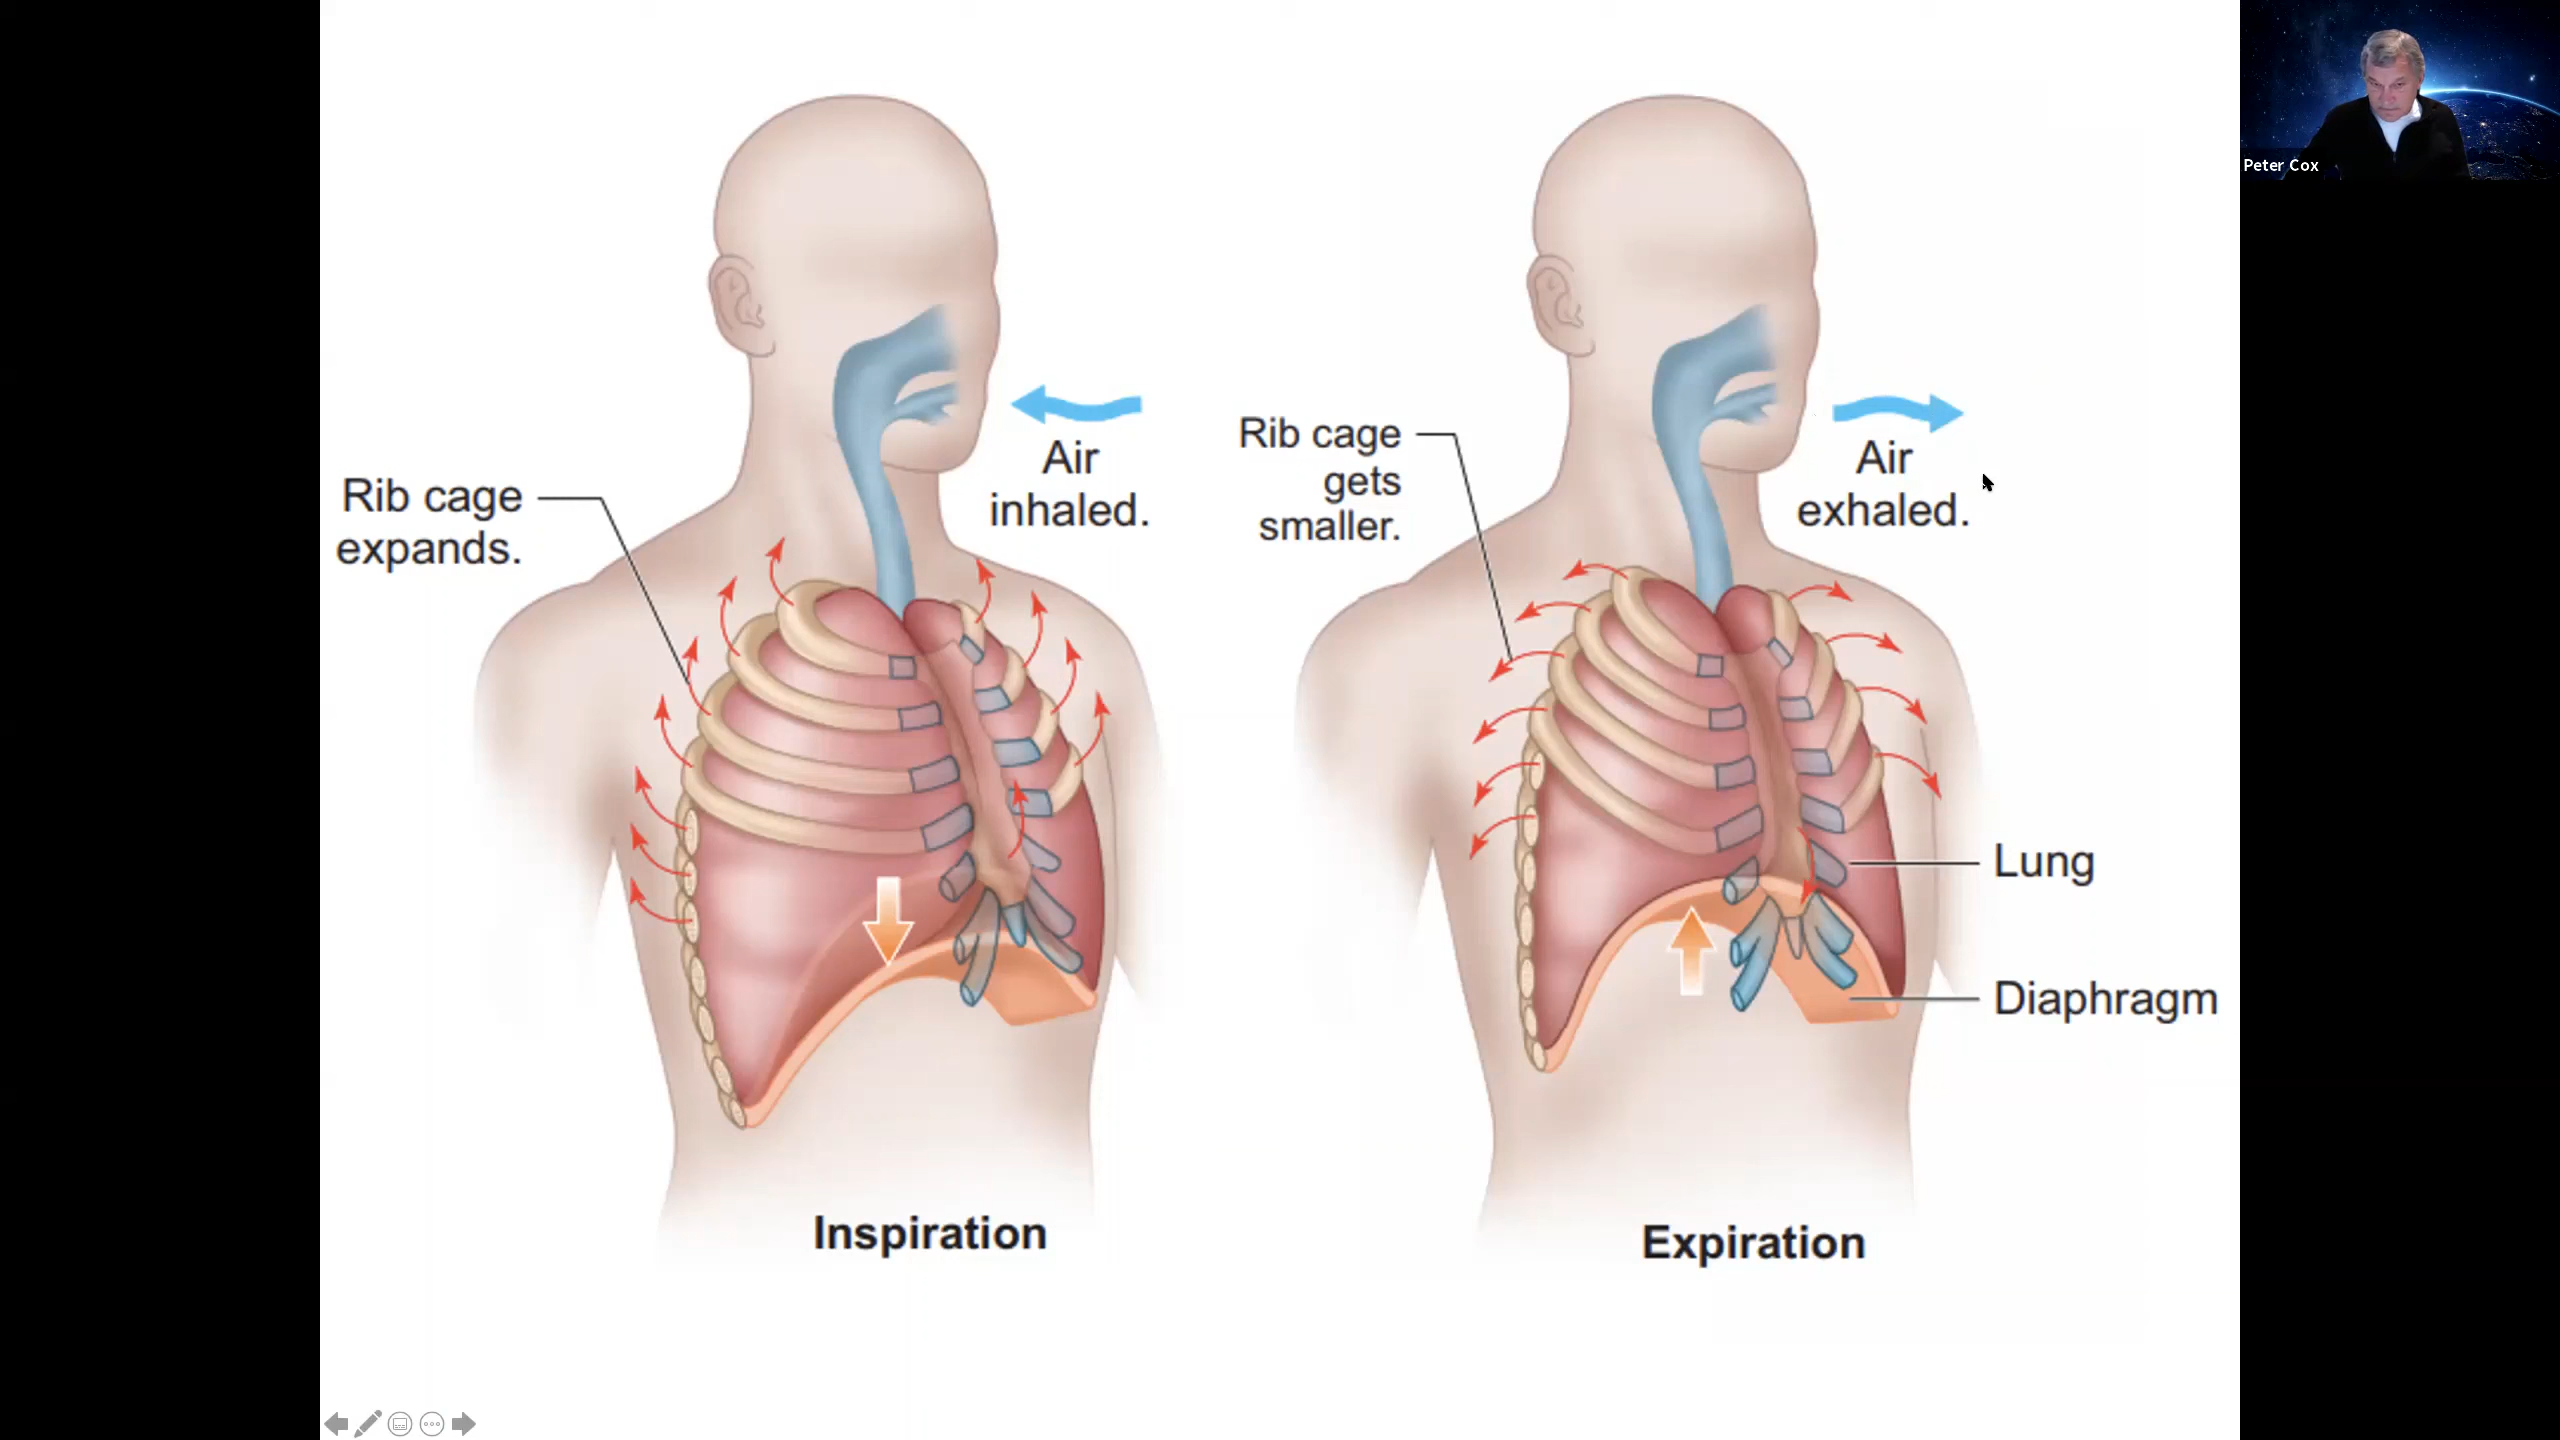 Peter Cox
Rib cage
expands.
Air
inhaled.
Inspiration
Rib cage
gets
smaller.
Air
exhaled.
Lung
Diaphragm
Expiration